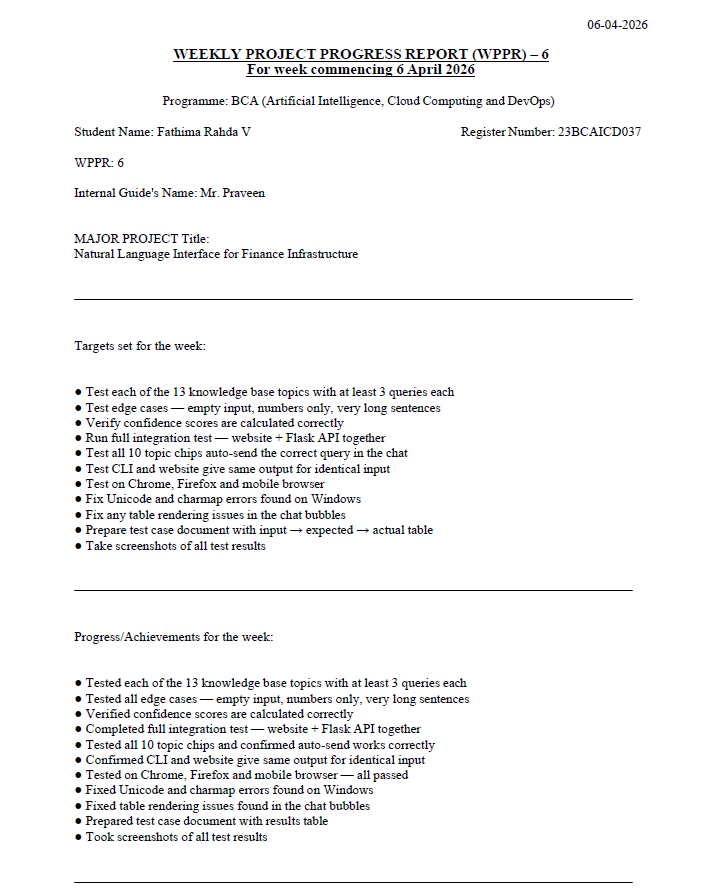 06-04-2026
WEEKLY PROJECT PROGRESS REPORT (WPPR) – 6
For week commencing 6 April 2026
Programme: BCA (Artificial Intelligence, Cloud Computing and DevOps)
Student Name: Fathima Rahda V Register Number: 23BCAICD037
WPPR: 6
Internal Guide's Name: Mr. Praveen
MAJOR PROJECT Title:
Natural Language Interface for Finance Infrastructure
Targets set for the week:
● Test each of the 13 knowledge base topics with at least 3 queries each
● Test edge cases — empty input, numbers only, very long sentences
● Verify confidence scores are calculated correctly
● Run full integration test — website + Flask API together
● Test all 10 topic chips auto-send the correct query in the chat
● Test CLI and website give same output for identical input
● Test on Chrome, Firefox and mobile browser
● Fix Unicode and charmap errors found on Windows
● Fix any table rendering issues in the chat bubbles
● Prepare test case document with input → expected → actual table
● Take screenshots of all test results
Progress/Achievements for the week:
● Tested each of the 13 knowledge base topics with at least 3 queries each
● Tested all edge cases — empty input, numbers only, very long sentences
● Verified confidence scores are calculated correctly
● Completed full integration test — website + Flask API together
● Tested all 10 topic chips and confirmed auto-send works correctly
● Confirmed CLI and website give same output for identical input
● Tested on Chrome, Firefox and mobile browser — all passed
● Fixed Unicode and charmap errors found on Windows
● Fixed table rendering issues found in the chat bubbles
● Prepared test case document with results table
● Took screenshots of all test results